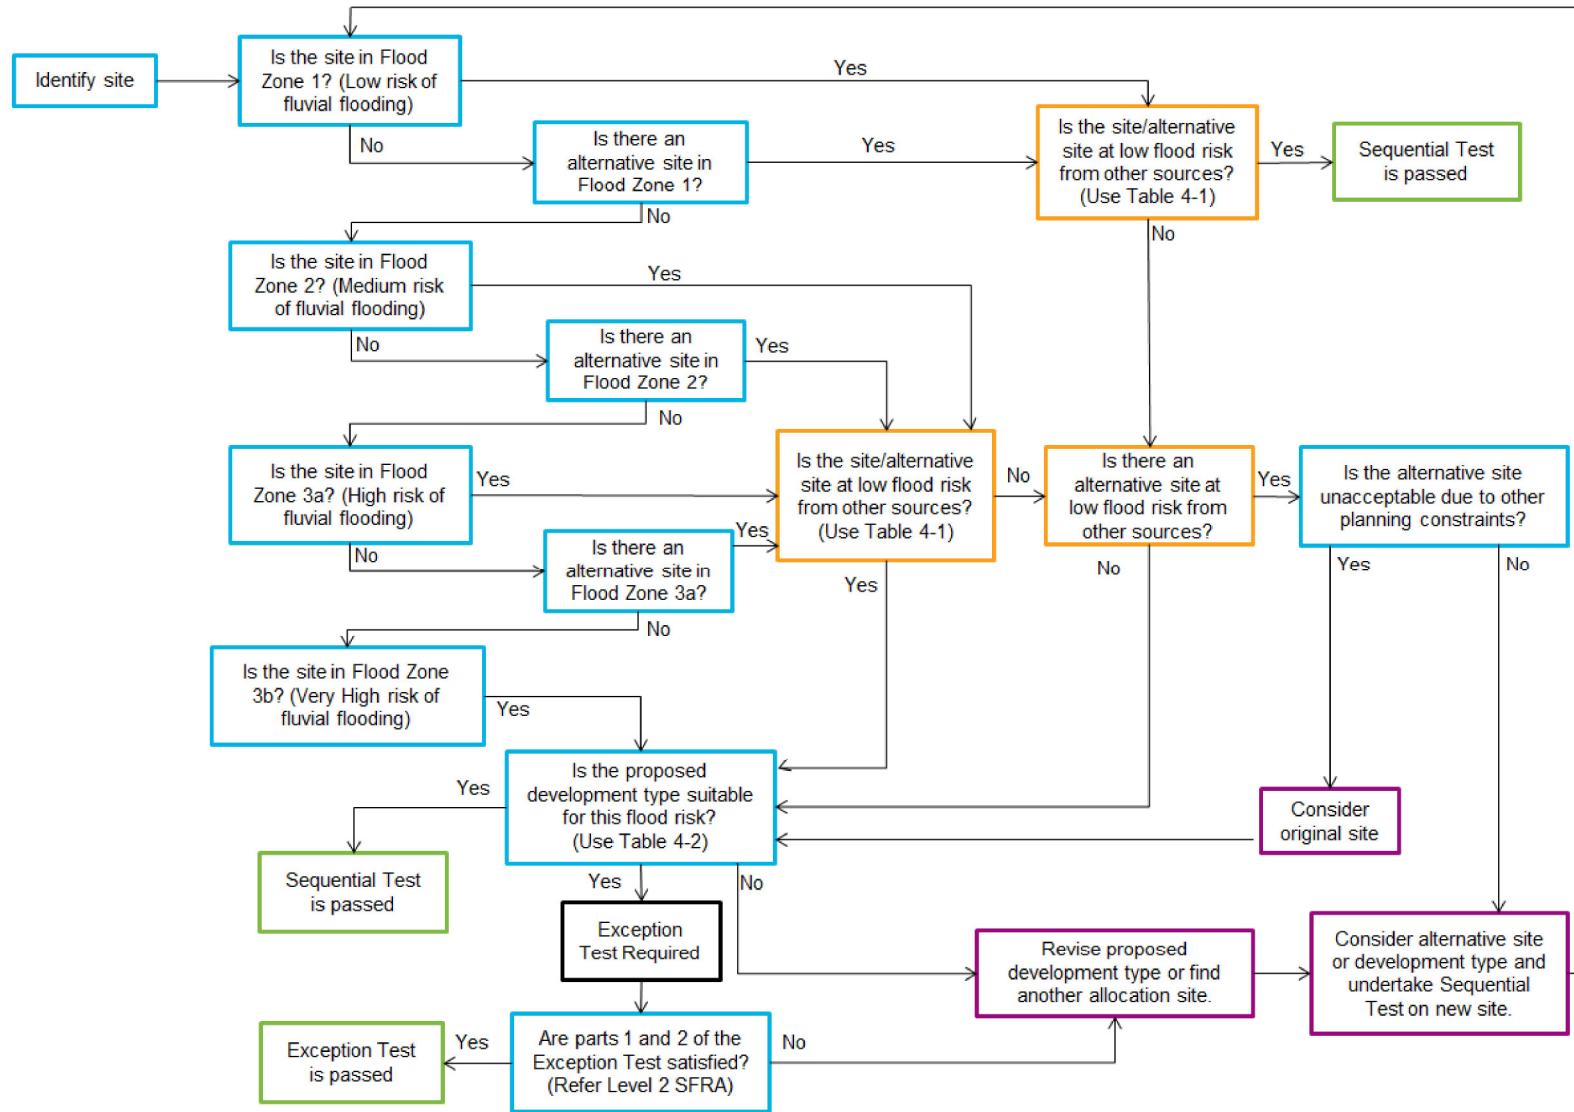 Identify site
Is the site in Flood
Zone 1? (Low risk of
fluvial flooding)
Yes
No
Is there an
alternative site in
Flood Zone 1?
Yes
No
Is the site/alternative
site at low flood risk
from other sources?
(Use Table 4-1)
Yes
No
Sequential Test
is passed
Is the site in Flood
Zone 2? (Medium risk
of fluvial flooding)
Yes
No
Is there an
alternative site in
Flood Zone 2?
Yes
No
Is the site in Flood
Zone 3a? (High risk of
fluvial flooding)
Yes
No
Is there an
alternative site in
Flood Zone 3a?
Yes
No
Is the site/alternative
site at low flood risk
from other sources?
(Use Table 4-1)
No
Yes
Is there an
alternative site at
low flood risk from
other sources?
Yes
No
Is the alternative site
unacceptable due to other
planning constraints?
Yes
No
Is the site in Flood Zone
3b? (Very High risk of
fluvial flooding)
Yes
Is the proposed
development type suitable
for this flood risk?
(Use Table 4-2)
Yes
Yes
No
Consider
original site
Sequential Test
is passed
Exception
Test Required
Revise proposed
development type or find
another allocation site.
Consider alternative site
or development type and
undertake Sequential
Test on new site.
Are parts 1 and 2 of the
Exception Test satisfied?
(Refer Level 2 SFRA)
Yes
No
Exception Test
is passed